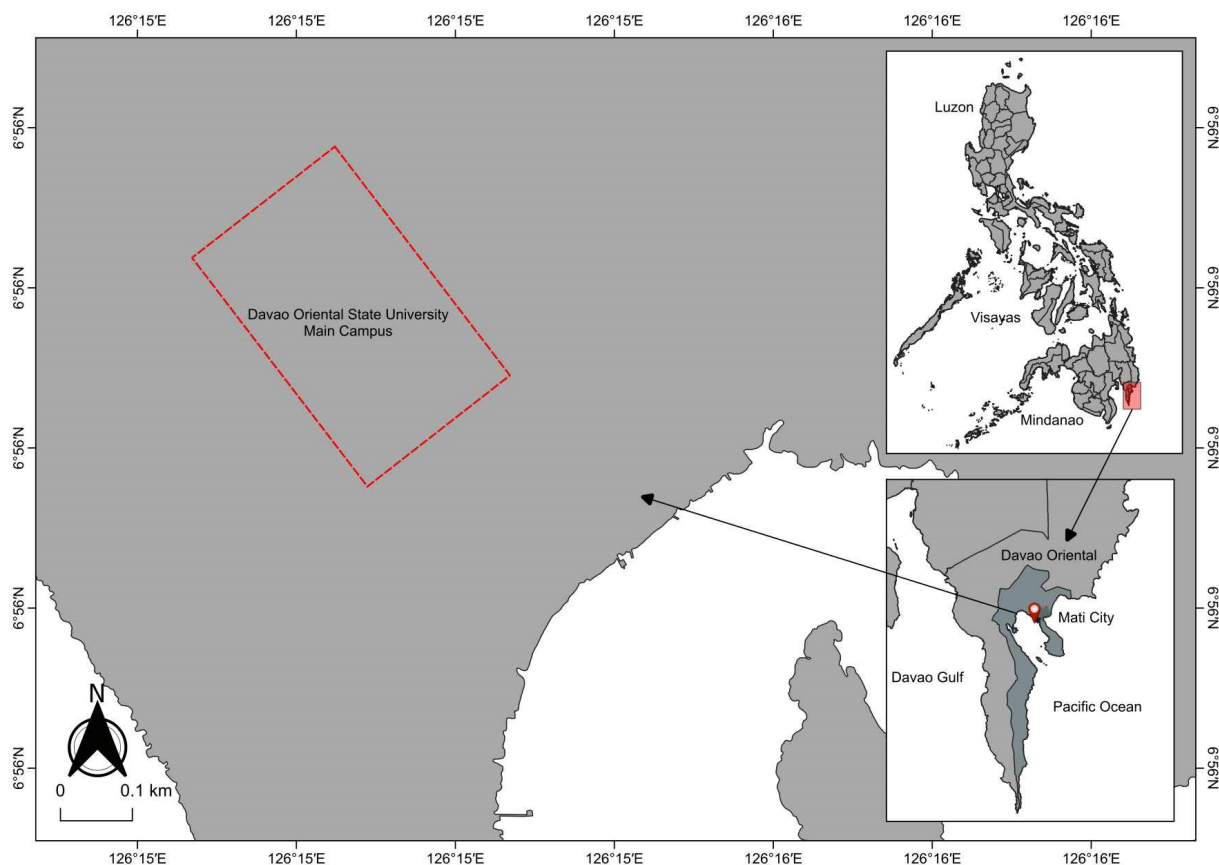 126°15'E 126°15'E 126°15'E 126°15'E 126°16'E 126°16'E 126°16'E
6°56'N 6°56'N
6°56'N 6°56'N
6°55'N 6°55'N
6°56'N 6°56'N
6°56'N 6°56'N
Davao Oriental State University
Main Campus
Luzon
Visayas
Mindanao
Davao Oriental
Mati City
Davao Gulf
Pacific Ocean
N
0 0.1 km
126°15'E 126°15'E 126°15'E 126°15'E 126°16'E 126°16'E 126°16'E